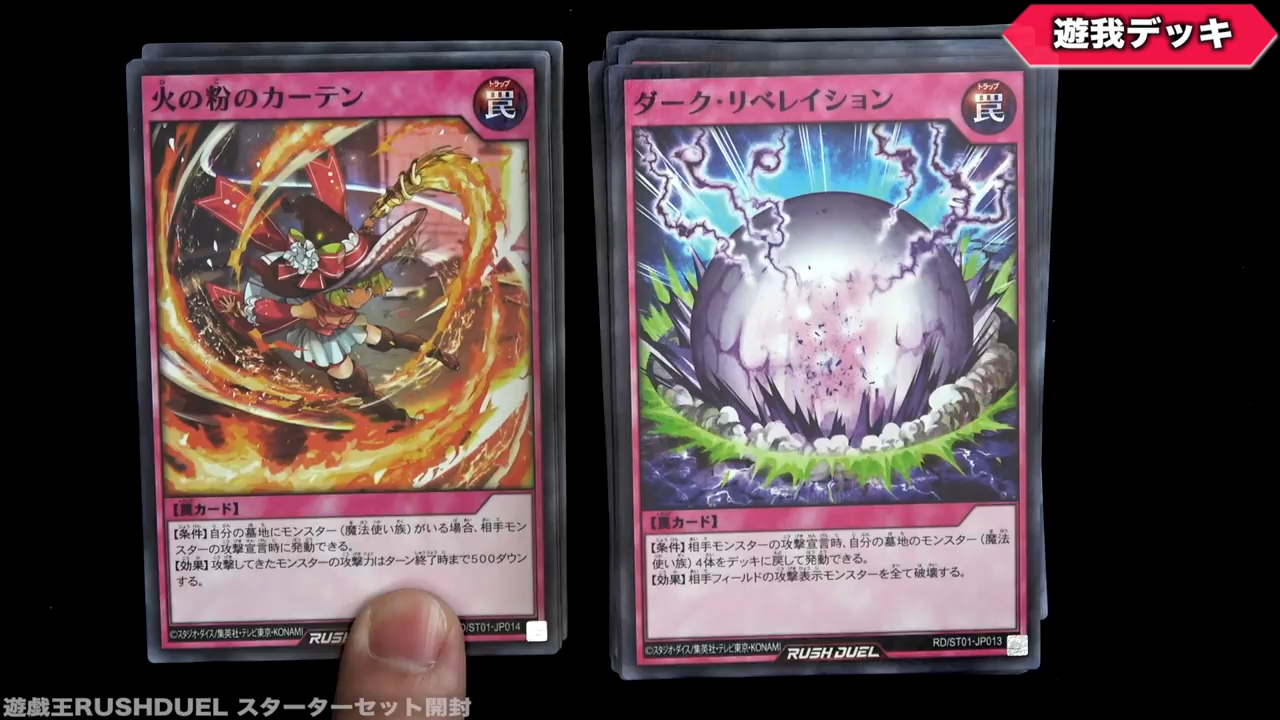 遊我デッキ
火の粉のカーテン
トラップ
罠
【罠カード】
【条件】自分の墓地にモンスター(魔法使い族)がいる場合、相手モン
スターの攻撃宣言時に発動できる。
【効果】攻撃してきたモンスターの攻撃力はターン終了時まで500ダウン
する。
©スタジオ・ダイス/集英社・テレビ東京・KONAMI
RD/ST01-JP014
ダーク・リベレイション
トラップ
罠
【罠カード】
【条件】相手モンスターの攻撃宣言時、自分の墓地のモンスター(魔法
使い族)4体をデッキに戻して発動できる。
【効果】相手フィールドの攻撃表示モンスターを全て破壊する。
©スタジオ・ダイス/集英社・テレビ東京・KONAMI
RUSH DUEL
RD/ST01-JP013
遊戯王RUSHDUEL スターターセット開封